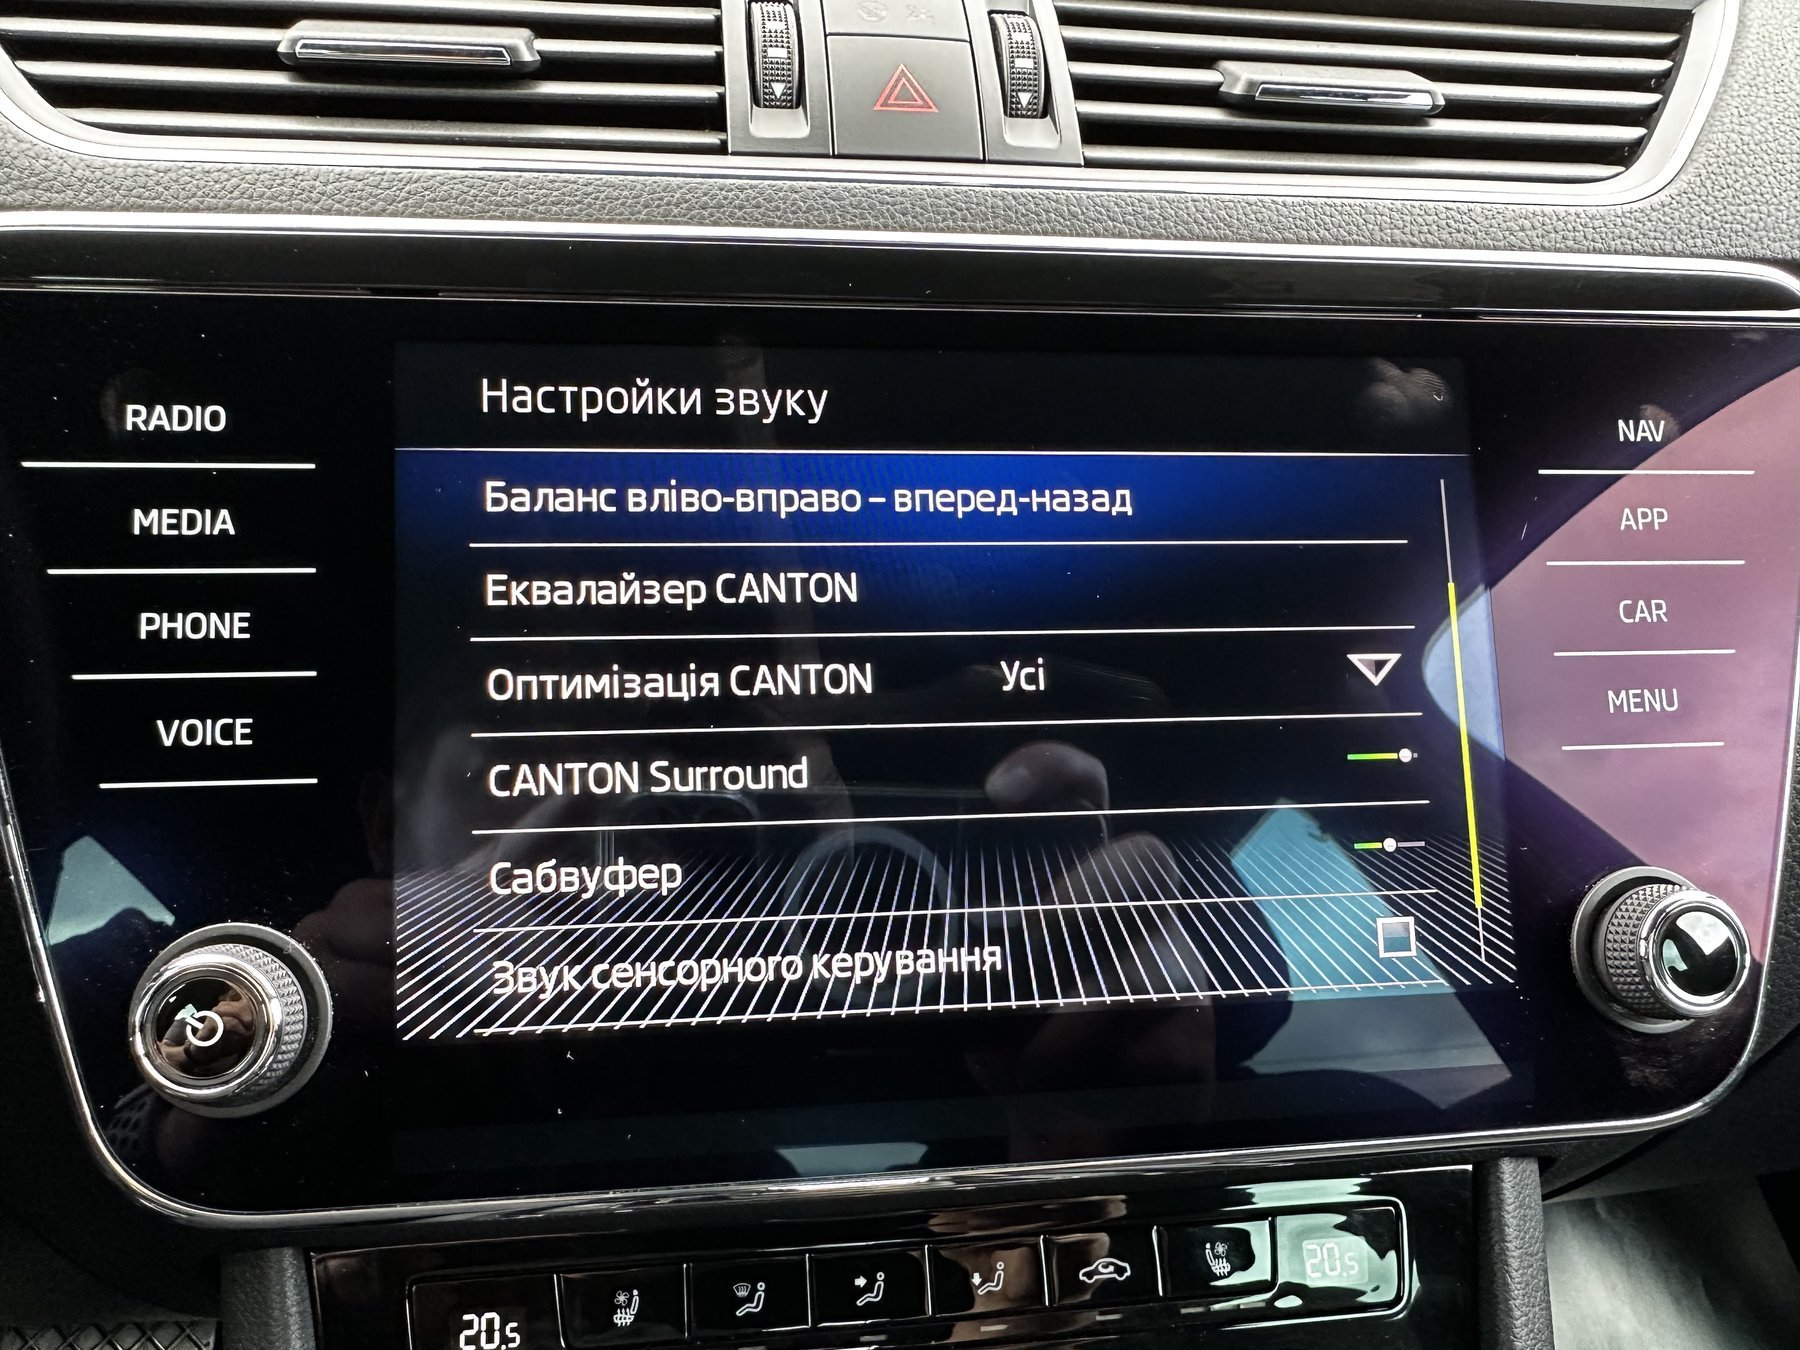 Настройки звуку
RADIO
MEDIA
PHONE
VOICE
Баланс вліво-вправо – вперед-назад
Еквалайзер CANTON
Оптимізація CANTON Усі
CANTON Surround
Сабвуфер
Звук сенсорного керування
NAV
APP
CAR
MENU
20.5
20.5